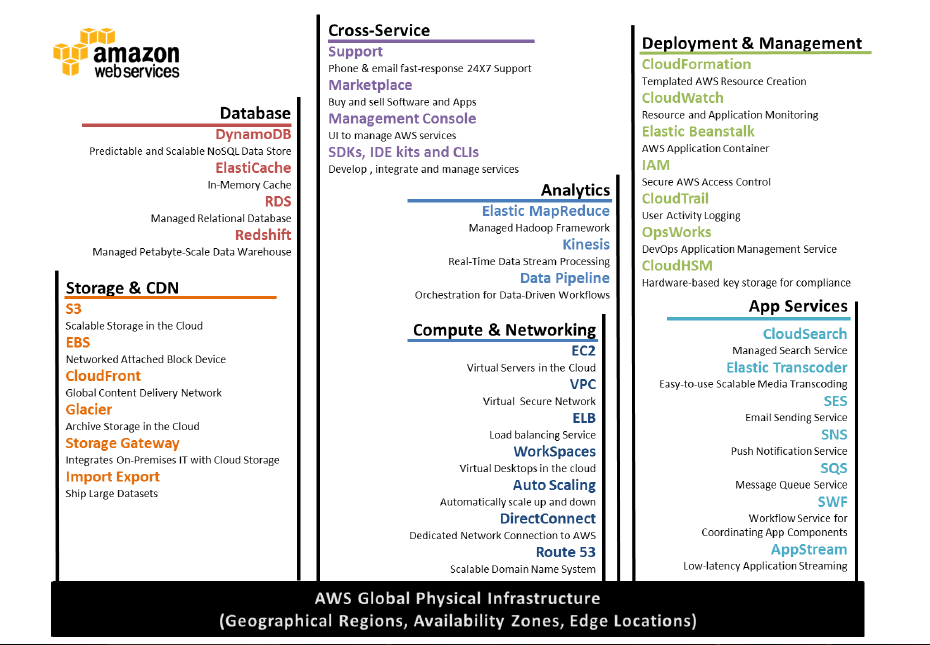 amazon
web services
Database
DynamoDB
Predictable and Scalable NoSQL Data Store
ElastiCache
In-Memory Cache
RDS
Managed Relational Database
Redshift
Managed Petabyte-Scale Data Warehouse
Storage & CDN
S3
Scalable Storage in the Cloud
EBS
Networked Attached Block Device
CloudFront
Global Content Delivery Network
Glacier
Archive Storage in the Cloud
Storage Gateway
Integrates On-Premises IT with Cloud Storage
Import Export
Ship Large Datasets
Cross-Service
Support
Phone & email fast-response 24X7 Support
Marketplace
Buy and sell Software and Apps
Management Console
UI to manage AWS services
SDKs, IDE kits and CLIs
Develop , integrate and manage services
Analytics
Elastic MapReduce
Managed Hadoop Framework
Kinesis
Real-Time Data Stream Processing
Data Pipeline
Orchestration for Data-Driven Workflows
Compute & Networking
EC2
Virtual Servers in the Cloud
VPC
Virtual Secure Network
ELB
Load balancing Service
WorkSpaces
Virtual Desktops in the cloud
Auto Scaling
Automatically scale up and down
DirectConnect
Dedicated Network Connection to AWS
Route 53
Scalable Domain Name System
Deployment & Management
CloudFormation
Templated AWS Resource Creation
CloudWatch
Resource and Application Monitoring
Elastic Beanstalk
AWS Application Container
IAM
Secure AWS Access Control
CloudTrail
User Activity Logging
OpsWorks
DevOps Application Management Service
CloudHSM
Hardware-based key storage for compliance
App Services
CloudSearch
Managed Search Service
Elastic Transcoder
Easy-to-use Scalable Media Transcoding
SES
Email Sending Service
SNS
Push Notification Service
SQS
Message Queue Service
SWF
Workflow Service for
Coordinating App Components
AppStream
Low-latency Application Streaming
AWS Global Physical Infrastructure
(Geographical Regions, Availability Zones, Edge Locations)